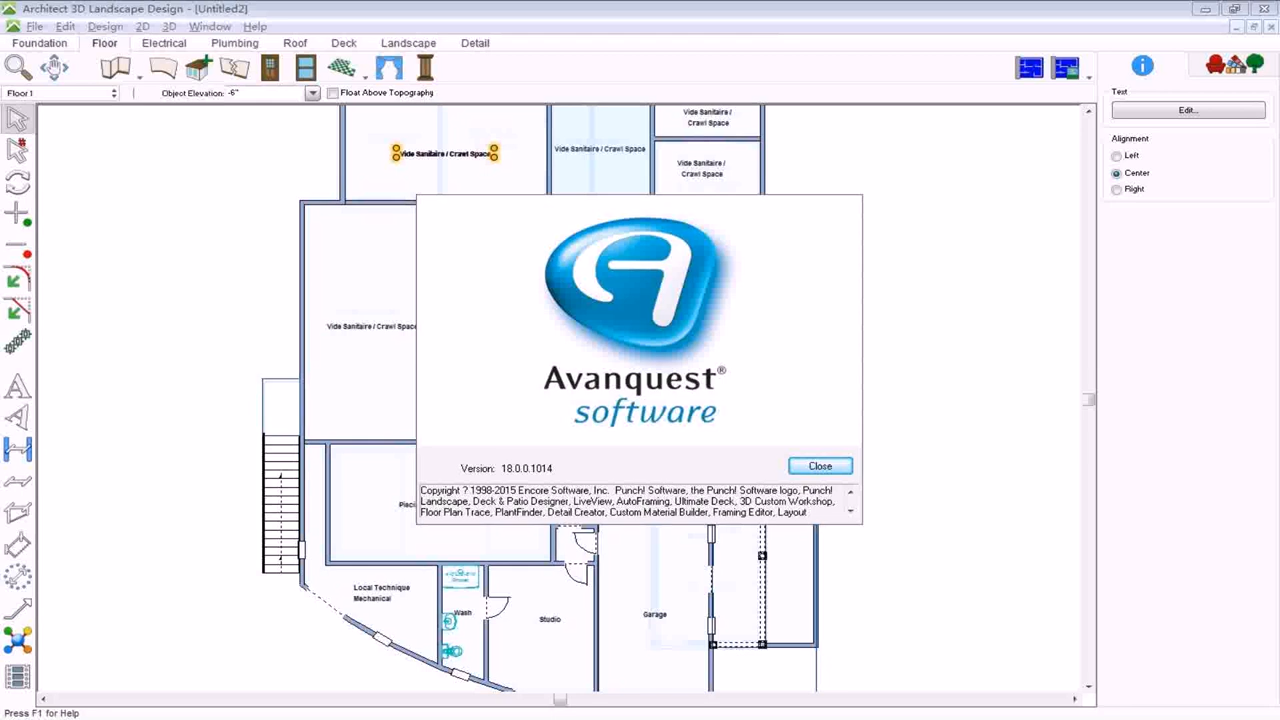 Architect 3D Landscape Design - [Untitled2]
File Edit Design 2D 3D Window Help
Foundation Floor Electrical Plumbing Roof Deck Landscape Detail
Floor 1
Object Elevation: -6"
Float Above Topography
Text
Edit...
Alignment
Left
Center
Right
Vide Sanitaire / Crawl Space
Vide Sanitaire / Crawl Space
Vide Sanitaire /
Crawl Space
Vide Sanitaire /
Crawl Space
Vide Sanitaire / Crawl Space
Avanquest®
software
Version: 18.0.0.1014
Close
Copyright ? 1998-2015 Encore Software, Inc. Punch! Software, the Punch! Software logo, Punch!
Landscape, Deck & Patio Designer, LiveView, AutoFraming, Ultimate Deck, 3D Custom Workshop,
Floor Plan Trace, PlantFinder, Detail Creator, Custom Material Builder, Framing Editor, Layout
Local Technique
Mechanical
Wash
Studio
Garage
Press F1 for Help